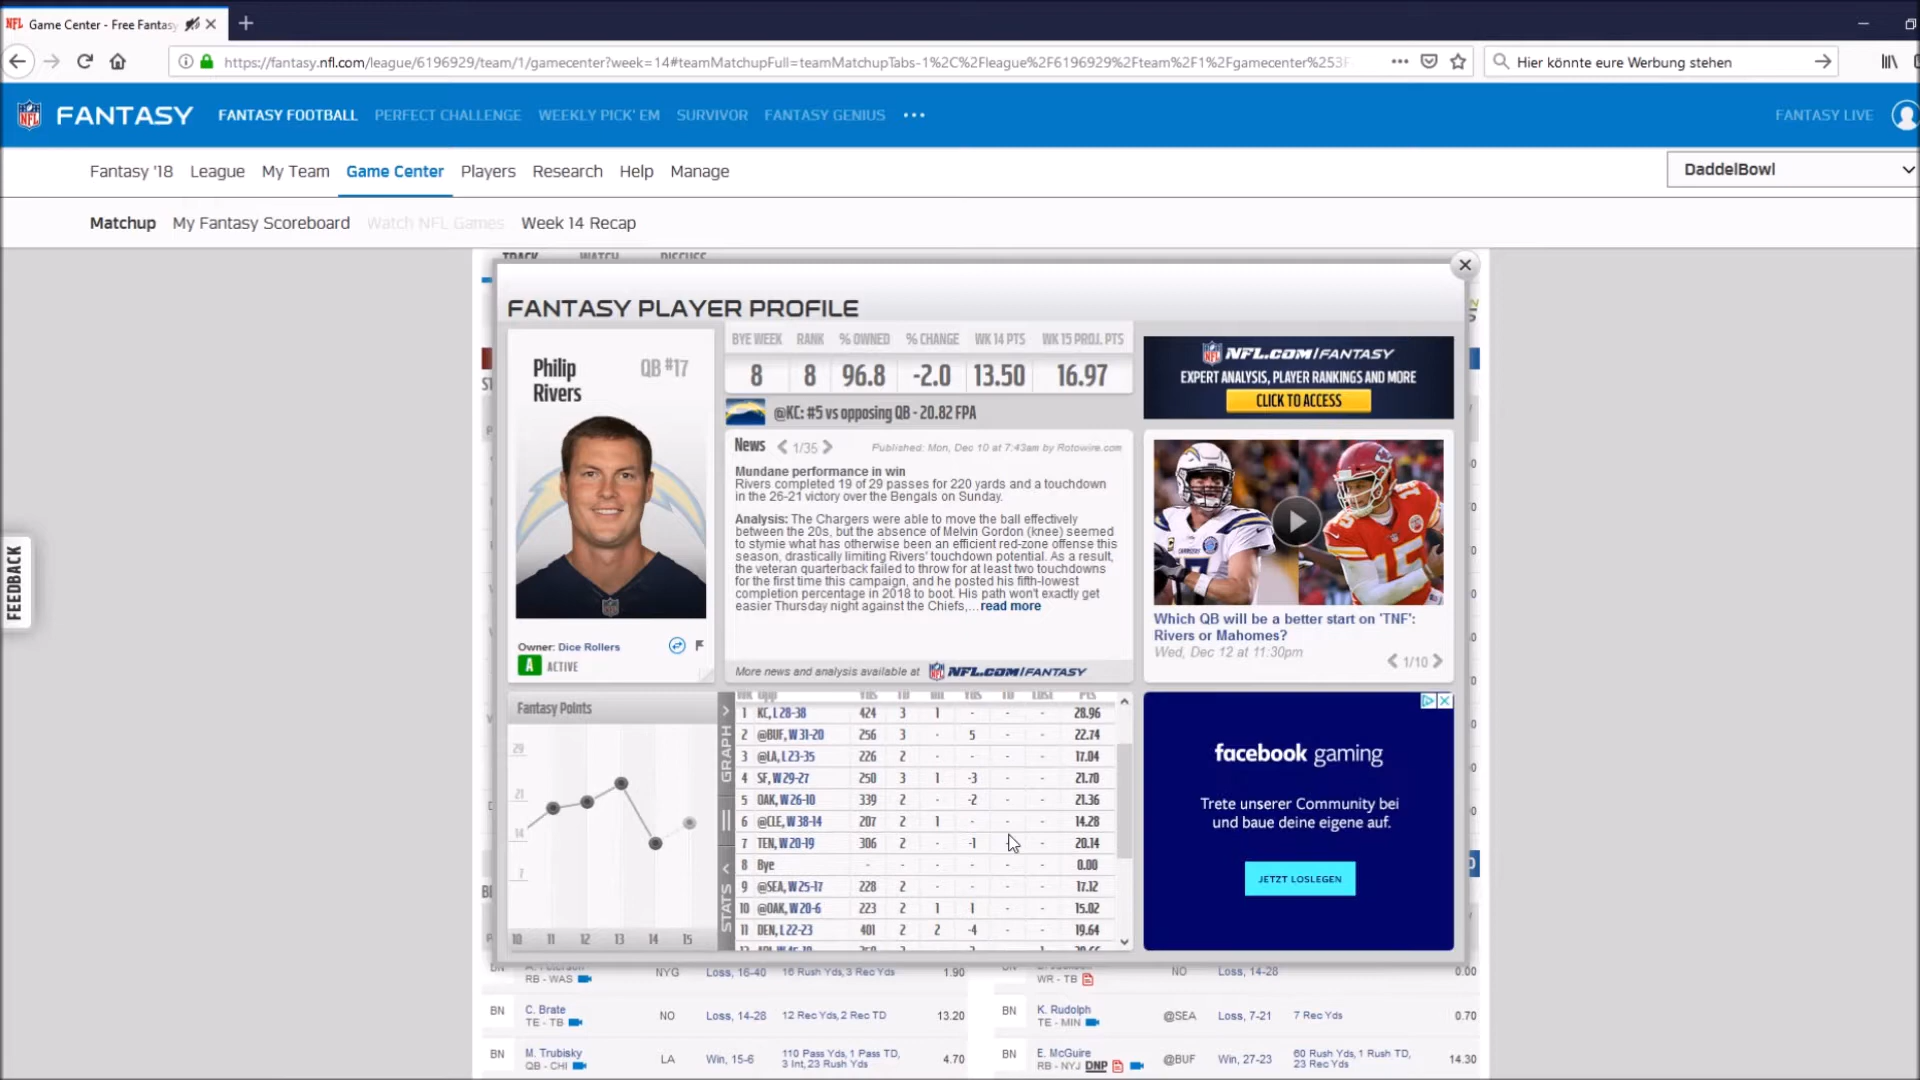 NFL Game Center - Free Fantasy
https://fantasy.nfl.com/league/6196929/team/1/gamecenter?week=14#teamMatchupFull=teamMatchupTabs-1%2C%2Fleague%2F6196929%2Fteam%2F1%2Fgamecenter%253F
Hier könnte eure Werbung stehen
FANTASY FANTASY FOOTBALL PERFECT CHALLENGE WEEKLY PICK' EM SURVIVOR FANTASY GENIUS ••• FANTASY LIVE
Fantasy '18 League My Team Game Center Players Research Help Manage DaddelBowl
Matchup My Fantasy Scoreboard Watch NFL Games Week 14 Recap
TRACK WATCH DISCUSS
FANTASY PLAYER PROFILE
Philip
Rivers
QB #17
Owner: Dice Rollers
A ACTIVE
BYE WEEK RANK % OWNED % CHANGE WK 14 PTS WK 15 PROJ. PTS
8 8 96.8 -2.0 13.50 16.97
@KC: #5 vs opposing QB - 20.82 FPA
News 1/35 Published: Mon, Dec 10 at 7:43am by Rotowire.com
Mundane performance in win
Rivers completed 19 of 29 passes for 220 yards and a touchdown
in the 26-21 victory over the Bengals on Sunday.
Analysis: The Chargers were able to move the ball effectively
between the 20s, but the absence of Melvin Gordon (knee) seemed
to stymie what has otherwise been an efficient red-zone offense this
season, drastically limiting Rivers' touchdown potential. As a result,
the veteran quarterback failed to throw for at least two touchdowns
for the first time this campaign, and he posted his fifth-lowest
completion percentage in 2018 to boot. His path won't exactly get
easier Thursday night against the Chiefs,... read more
More news and analysis available at NFL.COM/FANTASY
NFL.COM/FANTASY
EXPERT ANALYSIS, PLAYER RANKINGS AND MORE
CLICK TO ACCESS
Which QB will be a better start on 'TNF':
Rivers or Mahomes?
Wed, Dec 12 at 11:30pm
1/10
Fantasy Points
29
21
14
7
10 11 12 13 14 15
GRAPH
STATS
WK Opp Yds TD Int Yds TD Lost Pts
1 KC, L 28-38 424 3 1 - - - 28.96
2 @BUF, W 31-20 256 3 - 5 - - 22.74
3 @LA, L 23-35 226 2 - - - - 17.04
4 SF, W 29-27 250 3 1 -3 - - 21.70
5 OAK, W 26-10 339 2 - -2 - - 21.36
6 @CLE, W 38-14 207 2 1 - - - 14.28
7 TEN, W 20-19 306 2 - -1 - - 20.14
8 Bye - - - - - - 0.00
9 @SEA, W 25-17 228 2 - - - - 17.12
10 @OAK, W 20-6 223 2 1 1 - - 15.02
11 DEN, L 22-23 401 2 2 -4 - - 19.64
facebook gaming
Trete unserer Community bei
und baue deine eigene auf.
JETZT LOSLEGEN
FEEDBACK
RB - WAS NYG Loss, 16-40 16 Rush Yds, 3 Rec Yds 1.90
WR - TB NO Loss, 14-28 0.00
BN C. Brate
TE - TB NO Loss, 14-28 12 Rec Yds, 2 Rec TD 13.20
BN K. Rudolph
TE - MIN @SEA Loss, 7-21 7 Rec Yds 0.70
BN M. Trubisky
QB - CHI LA Win, 15-6 110 Pass Yds, 1 Pass TD,
3 Int, 23 Rush Yds 4.70
BN E. McGuire
RB - NYJ DNP @BUF Win, 27-23 60 Rush Yds, 1 Rush TD,
23 Rec Yds 14.30